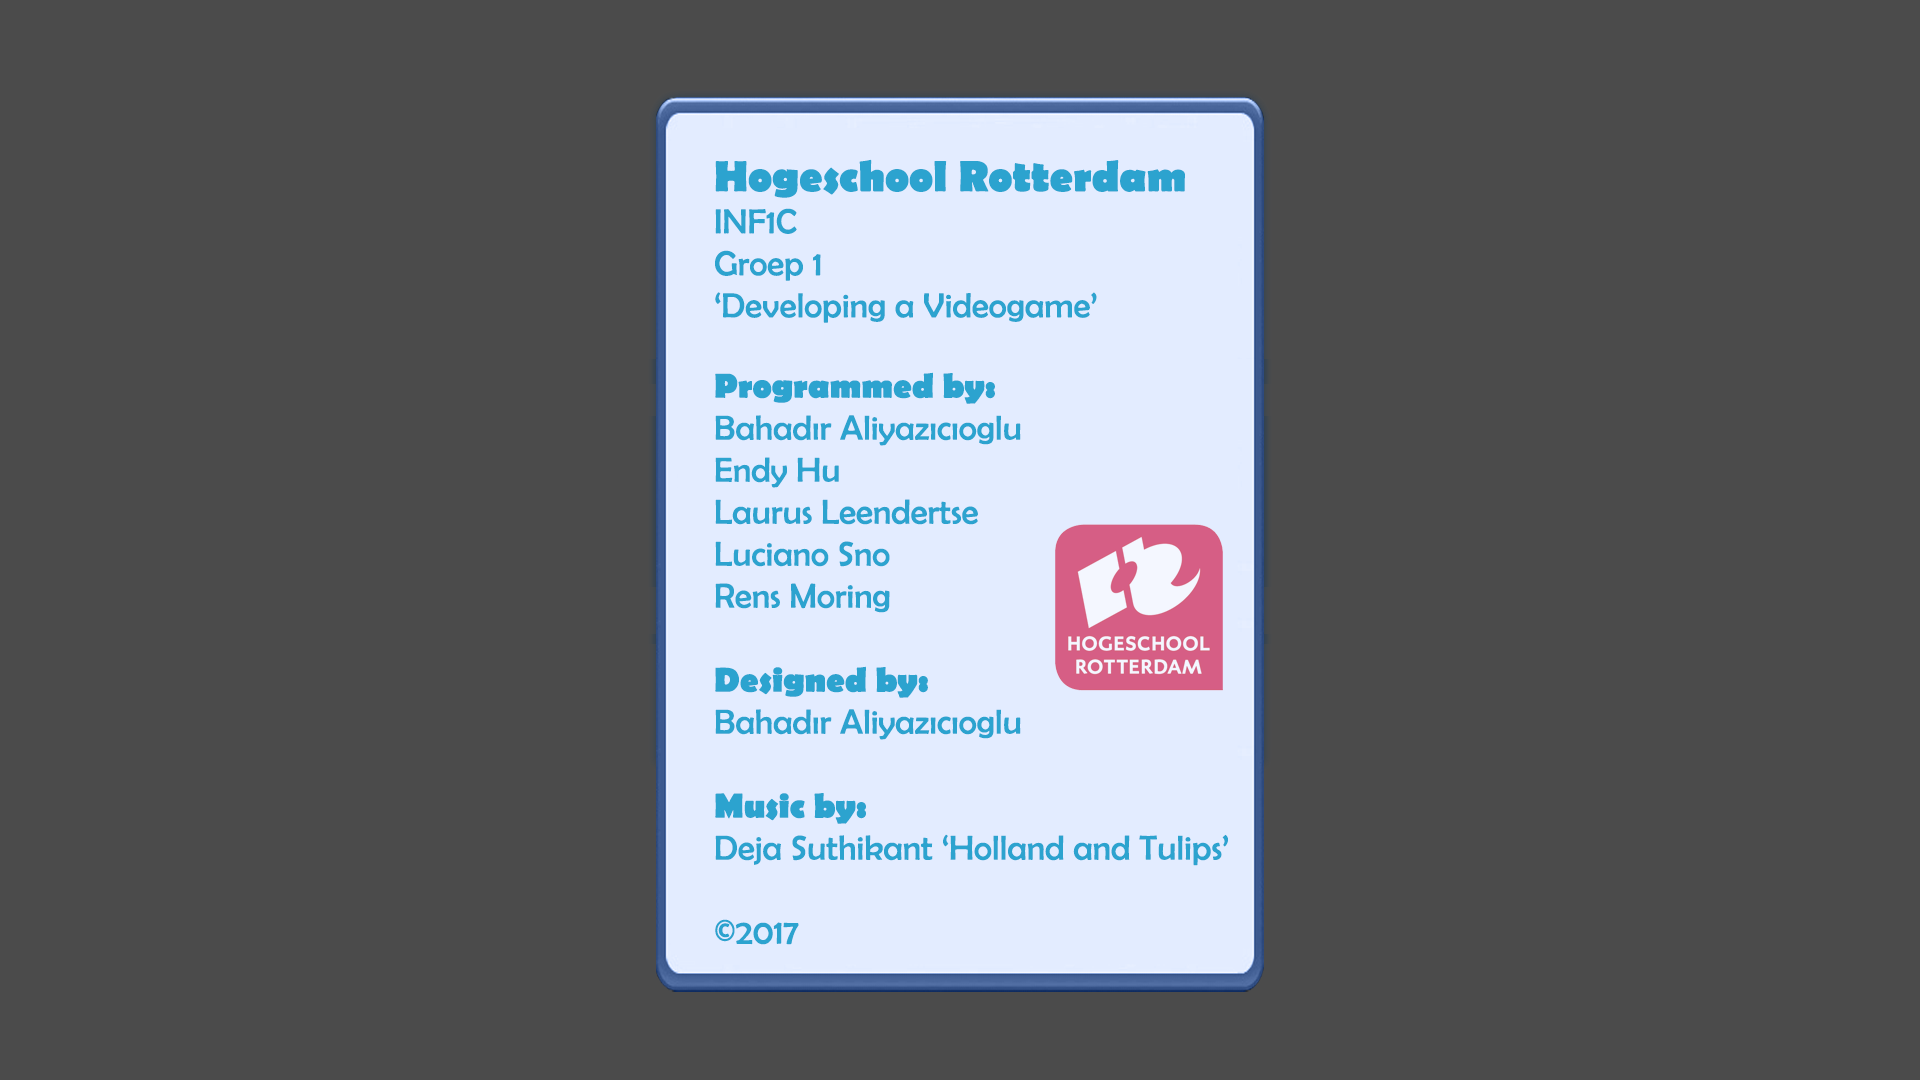 Hogeschool Rotterdam
INF1C
Groep 1
‘Developing a Videogame’
Programmed by:
Bahadır Aliyazıcıoglu
Endy Hu
Laurus Leendertse
Luciano Sno
Rens Moring
HOGESCHOOL
ROTTERDAM
Designed by:
Bahadır Aliyazıcıoglu
Music by:
Deja Suthikant ‘Holland and Tulips’
©2017